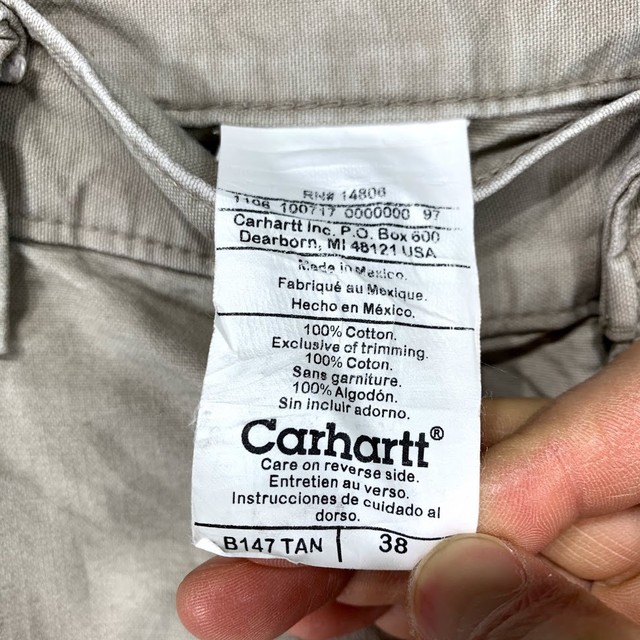 RN# 14806
1198 100717 0000000 97
Carhartt Inc. P.O. Box 600
Dearborn, MI 48121 USA
Made in Mexico.
Fabriqué au Mexique.
Hecho en México.
100% Cotton.
Exclusive of trimming.
100% Coton.
Sans garniture.
100% Algodón.
Sin incluir adorno.
Carhartt®
Care on reverse side.
Entretien au verso.
Instrucciones de cuidado al
dorso.
B147 TAN | 38